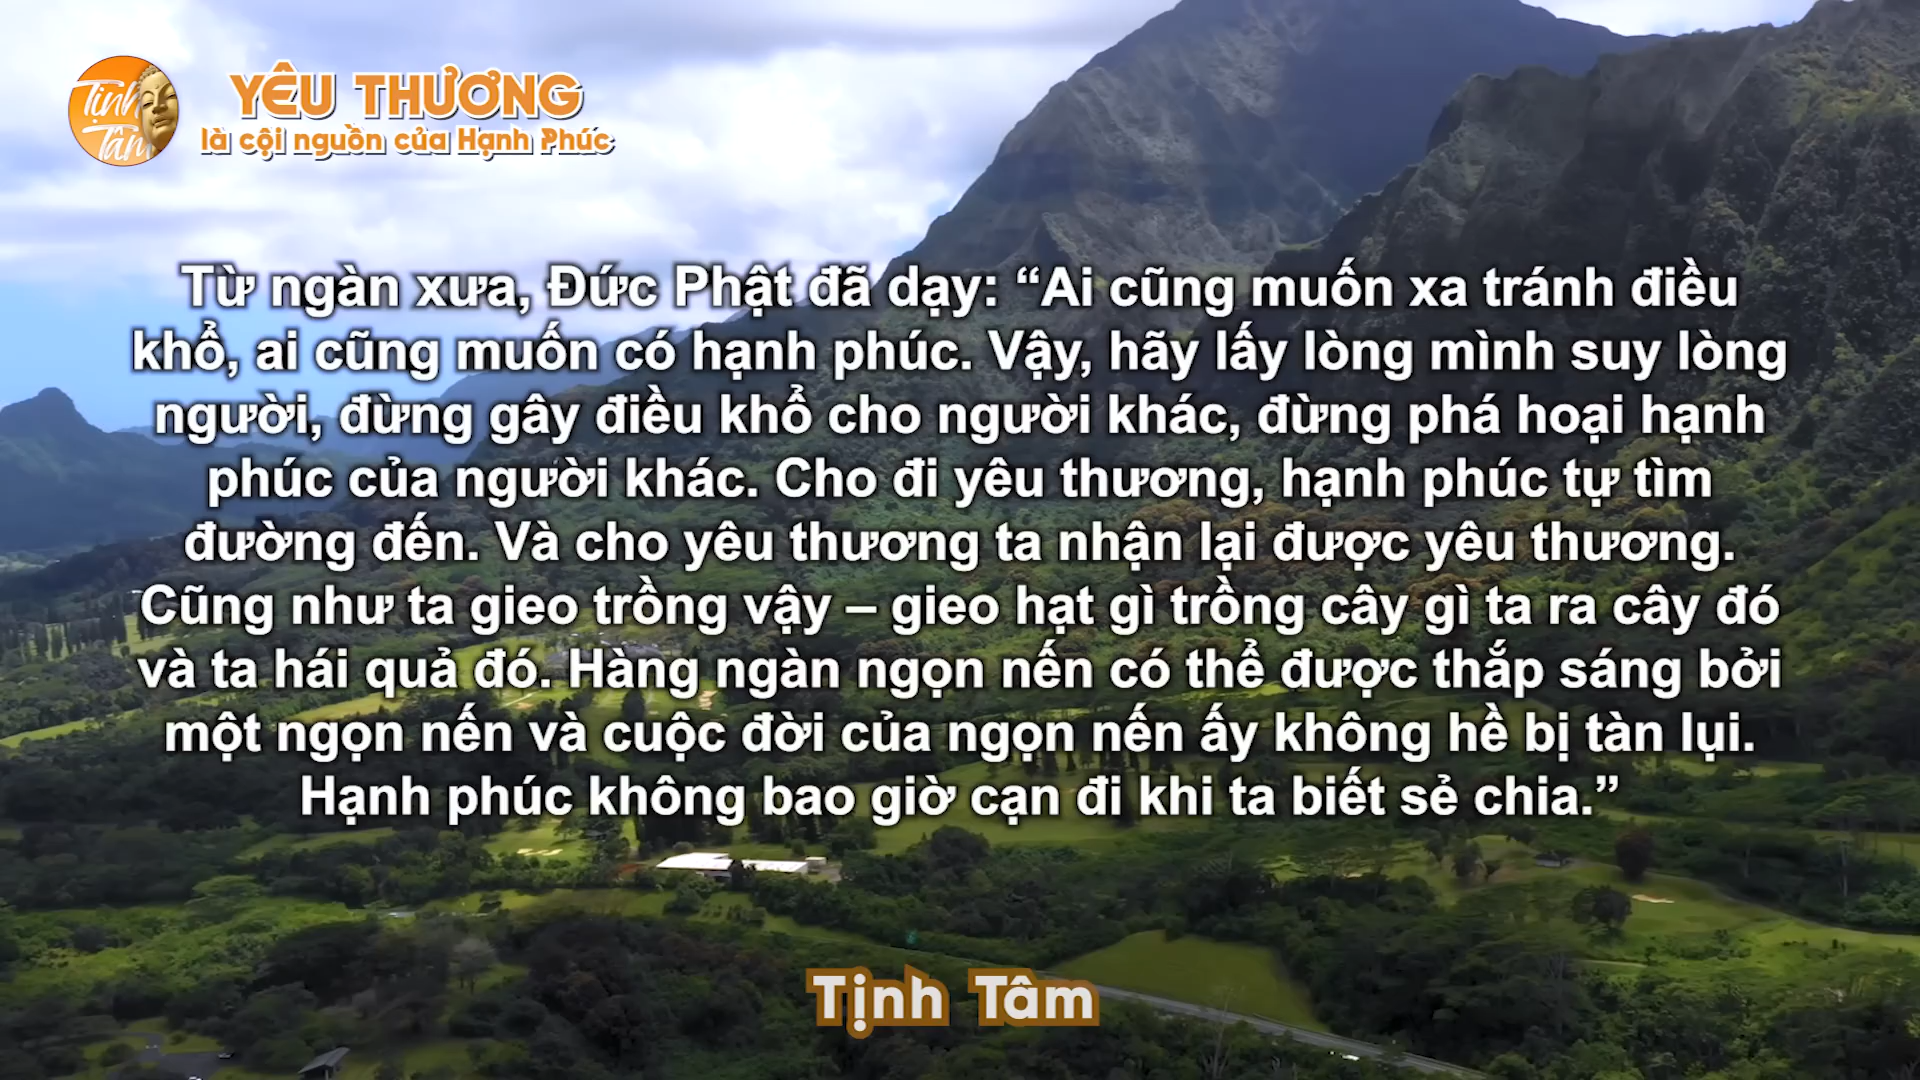 Tịnh
Tâm
YÊU THƯƠNG
là cội nguồn của Hạnh Phúc
Từ ngàn xưa, Đức Phật đã dạy: “Ai cũng muốn xa tránh điều
khổ, ai cũng muốn có hạnh phúc. Vậy, hãy lấy lòng mình suy lòng
người, đừng gây điều khổ cho người khác, đừng phá hoại hạnh
phúc của người khác. Cho đi yêu thương, hạnh phúc tự tìm
đường đến. Và cho yêu thương ta nhận lại được yêu thương.
Cũng như ta gieo trồng vậy – gieo hạt gì trồng cây gì ta ra cây đó
và ta hái quả đó. Hàng ngàn ngọn nến có thể được thắp sáng bởi
một ngọn nến và cuộc đời của ngọn nến ấy không hề bị tàn lụi.
Hạnh phúc không bao giờ cạn đi khi ta biết sẻ chia.”
Tịnh Tâm